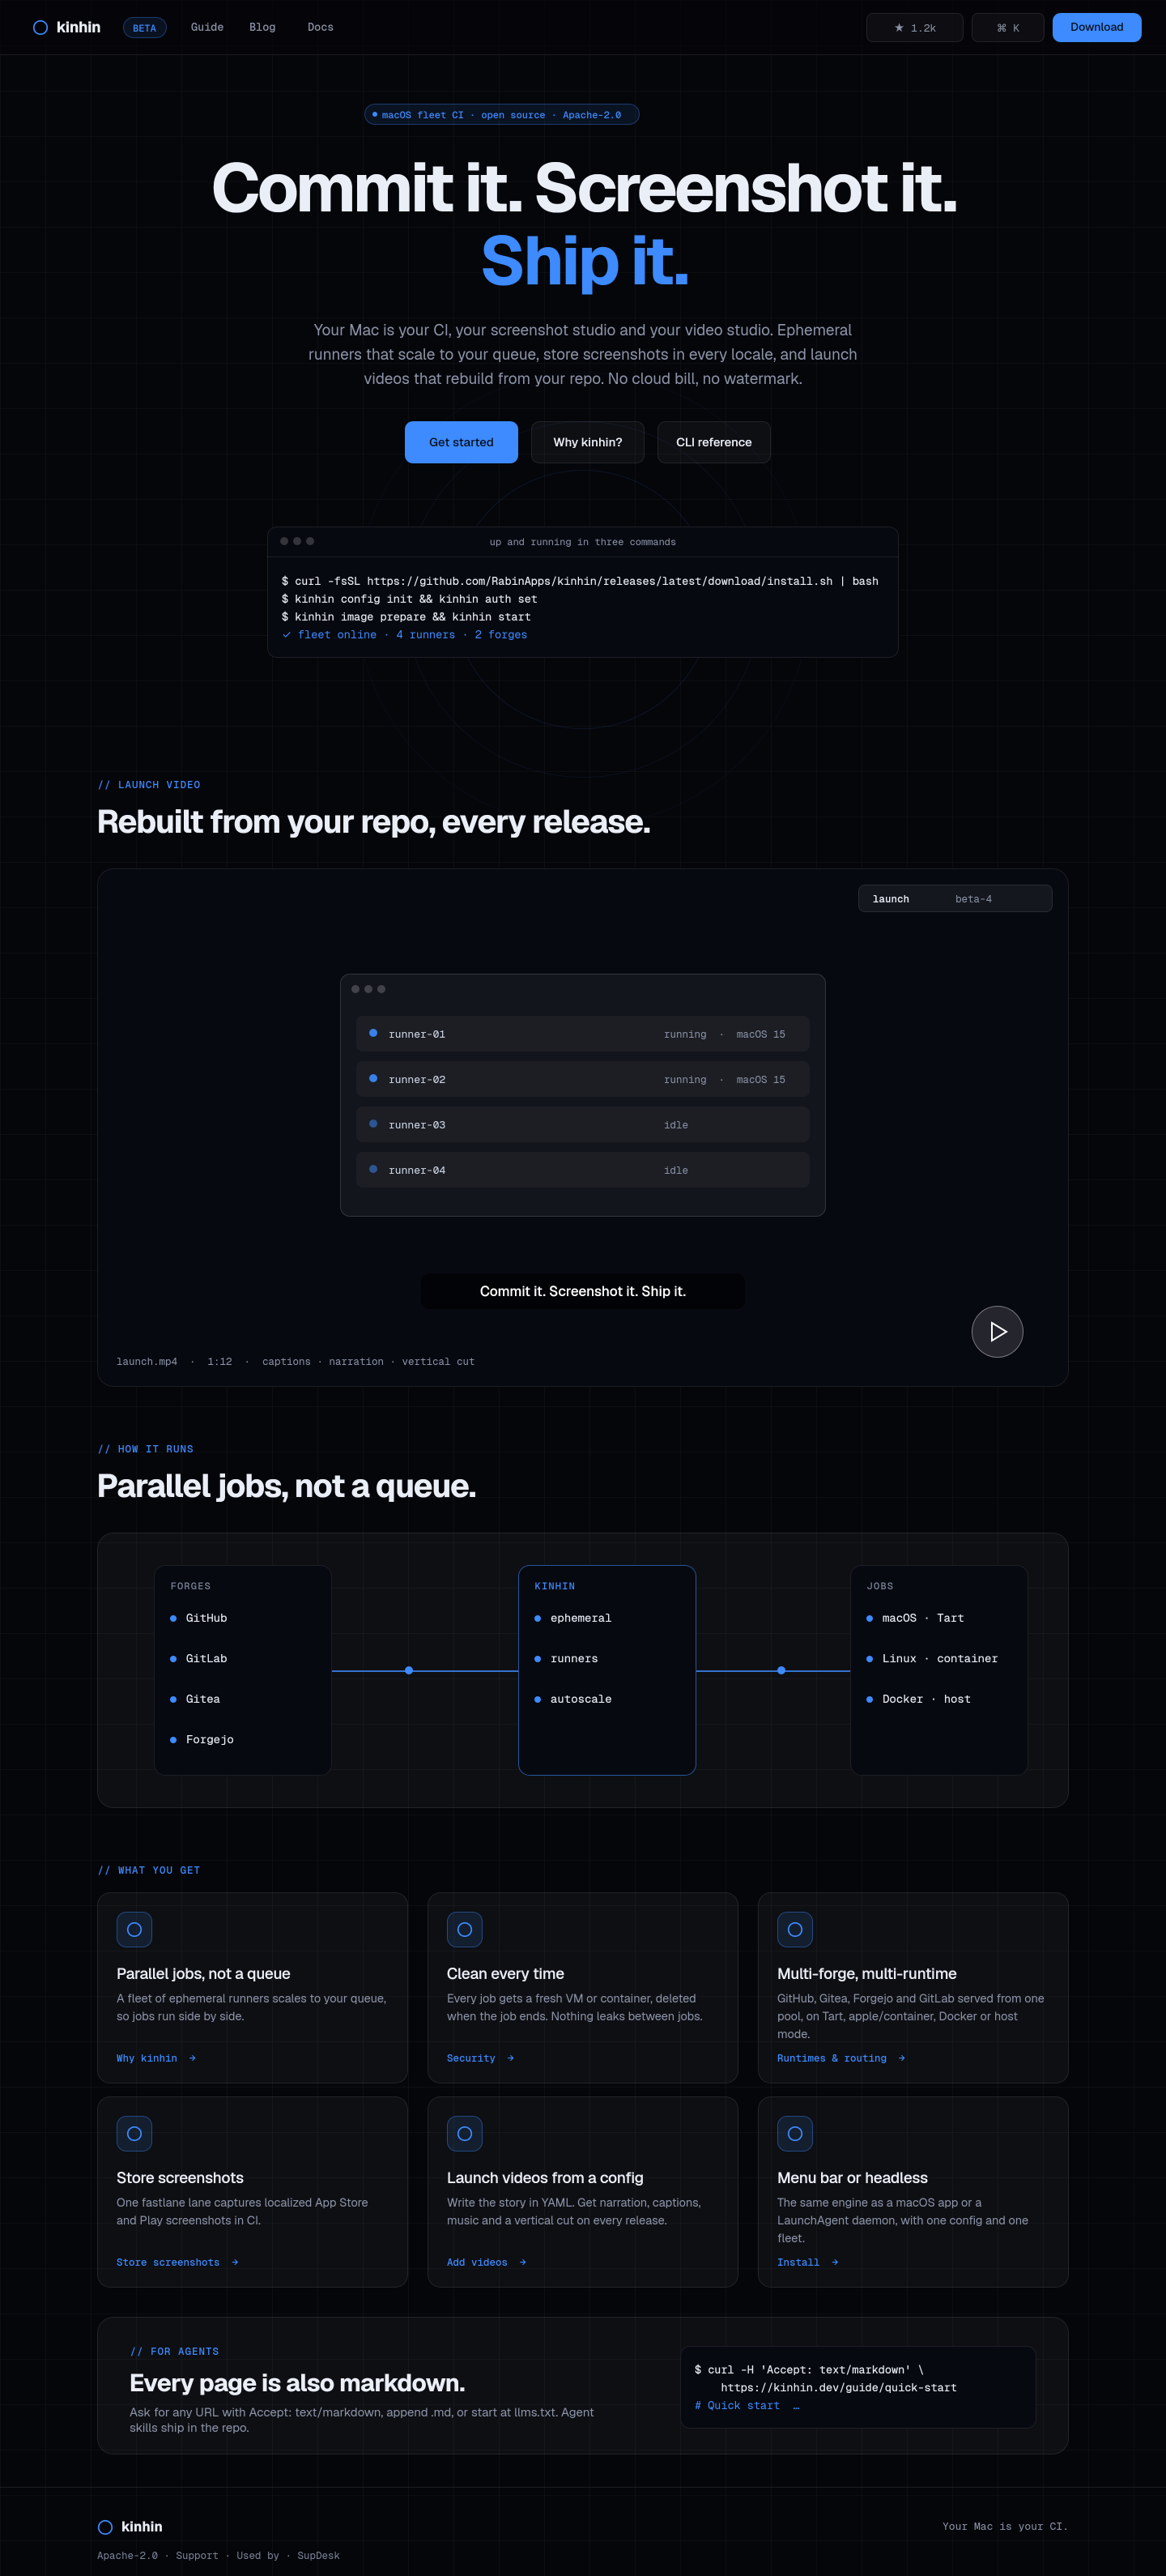 kinhin BETA Guide Blog Docs ★ 1.2k ⌘ K Download
macOS fleet CI · open source · Apache-2.0
Commit it. Screenshot it.
Ship it.
Your Mac is your CI, your screenshot studio and your video studio. Ephemeral
runners that scale to your queue, store screenshots in every locale, and launch
videos that rebuild from your repo. No cloud bill, no watermark.
Get started Why kinhin? CLI reference
up and running in three commands
$ curl -fsSL https://github.com/RabinApps/kinhin/releases/latest/download/install.sh | bash
$ kinhin config init && kinhin auth set
$ kinhin image prepare && kinhin start
✓ fleet online · 4 runners · 2 forges
// LAUNCH VIDEO
Rebuilt from your repo, every release.
launch beta-4
runner-01 running · macOS 15
runner-02 running · macOS 15
runner-03 idle
runner-04 idle
Commit it. Screenshot it. Ship it.
launch.mp4 · 1:12 · captions · narration · vertical cut
// HOW IT RUNS
Parallel jobs, not a queue.
FORGES
GitHub
GitLab
Gitea
Forgejo
KINHIN
ephemeral
runners
autoscale
JOBS
macOS · Tart
Linux · container
Docker · host
// WHAT YOU GET
Parallel jobs, not a queue
A fleet of ephemeral runners scales to your queue,
so jobs run side by side.
Why kinhin →
Clean every time
Every job gets a fresh VM or container, deleted
when the job ends. Nothing leaks between jobs.
Security →
Multi-forge, multi-runtime
GitHub, Gitea, Forgejo and GitLab served from one
pool, on Tart, apple/container, Docker or host
mode.
Runtimes & routing →
Store screenshots
One fastlane lane captures localized App Store
and Play screenshots in CI.
Store screenshots →
Launch videos from a config
Write the story in YAML. Get narration, captions,
music and a vertical cut on every release.
Add videos →
Menu bar or headless
The same engine as a macOS app or a
LaunchAgent daemon, with one config and one
fleet.
Install →
// FOR AGENTS
Every page is also markdown.
Ask for any URL with Accept: text/markdown, append .md, or start at llms.txt. Agent
skills ship in the repo.
$ curl -H 'Accept: text/markdown' \
https://kinhin.dev/guide/quick-start
# Quick start …
kinhin
Your Mac is your CI.
Apache-2.0 · Support · Used by · SupDesk